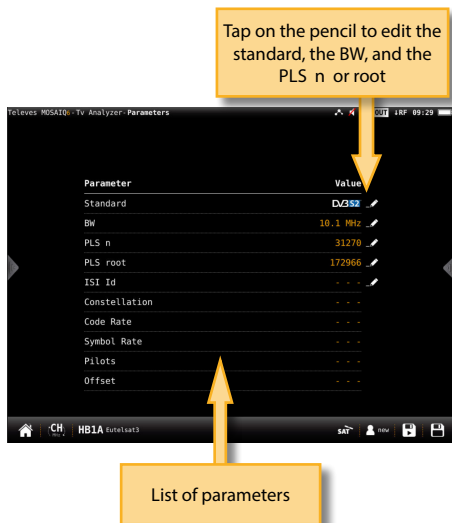 Tap on the pencil to edit the
standard, the BW, and the
PLS n or root
Televes MOSAIQ6-Tv Analyzer-Parameters
OUT RF 09:29
Parameter Value
Standard DVB S2
BW 10.1 MHz
PLS n 31270
PLS root 172966
ISI Id - - -
Constellation - - -
Code Rate - - -
Symbol Rate - - -
Pilots - - -
Offset - - -
CH HB1A Eutelsat3 SAT new
List of parameters